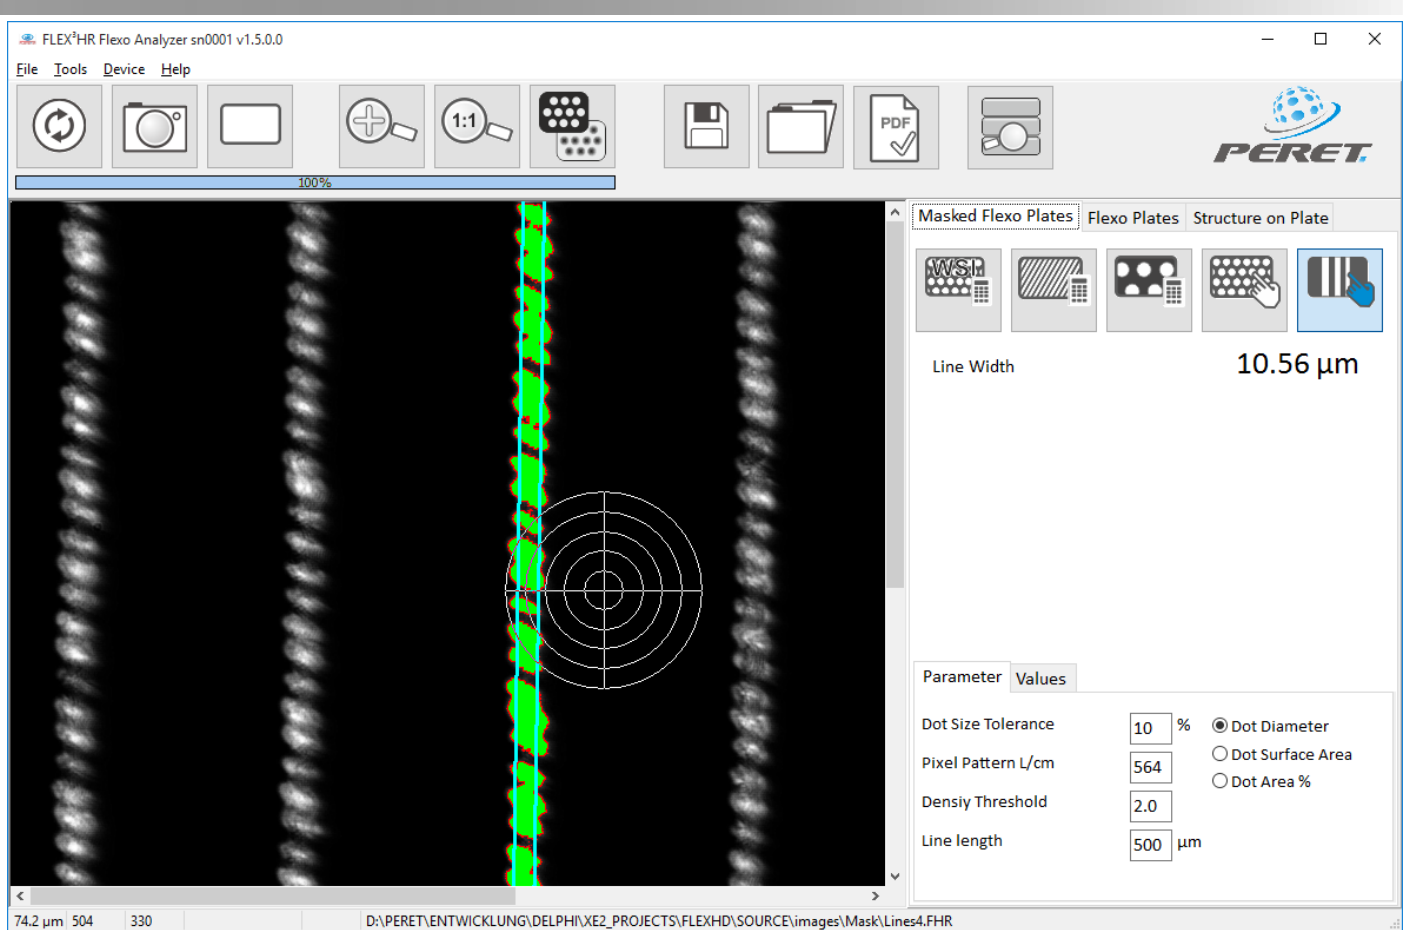 FLEX³HR Flexo Analyzer sn0001 v1.5.0.0
File Tools Device Help
1:1
PDF
PERET.
100%
Masked Flexo Plates Flexo Plates Structure on Plate
WSI
Line Width 10.56 µm
Parameter Values
Dot Size Tolerance 10 % Dot Diameter
Dot Surface Area
Pixel Pattern L/cm 564
Dot Area %
Densiy Threshold 2.0
Line length 500 µm
74.2 µm 504 330 D:\PERET\ENTWICKLUNG\DELPHI\XE2_PROJECTS\FLEXHD\SOURCE\images\Mask\Lines4.FHR